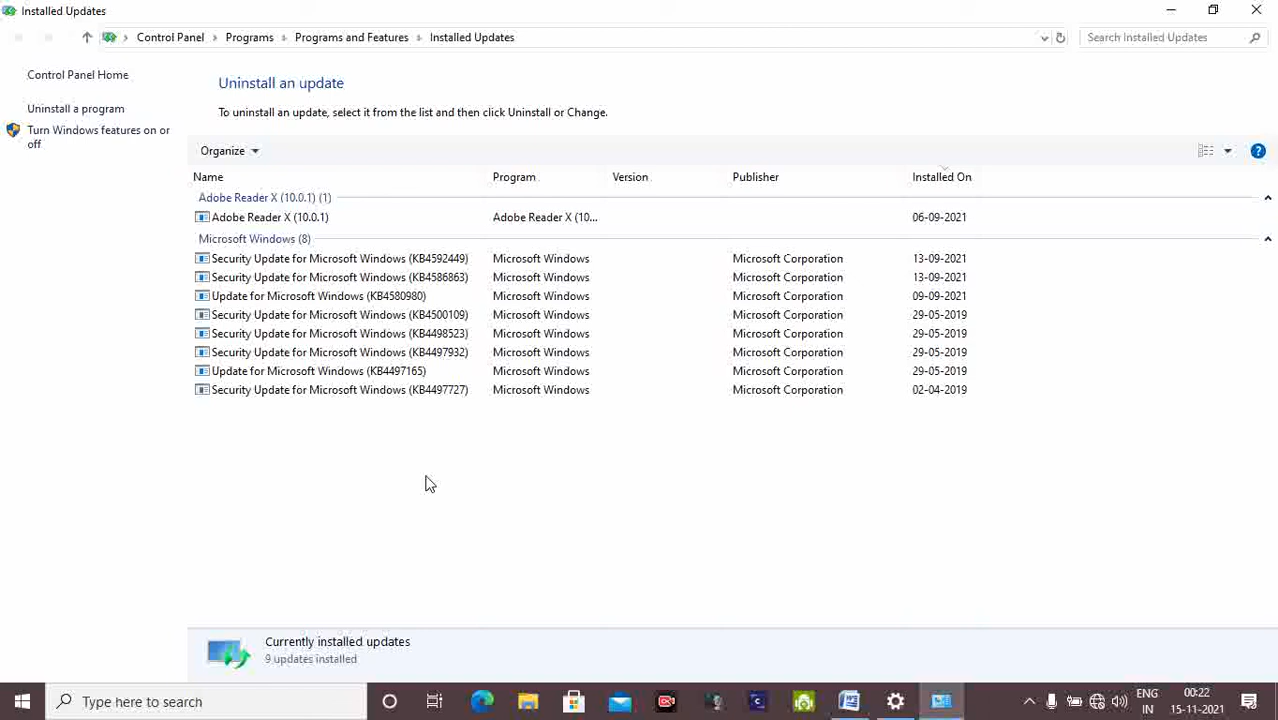 Installed Updates
Control Panel Programs Programs and Features Installed Updates
Search Installed Updates
Control Panel Home
Uninstall a program
Turn Windows features on or
off
Uninstall an update
To uninstall an update, select it from the list and then click Uninstall or Change.
Organize
Name Program Version Publisher Installed On
Adobe Reader X (10.0.1) (1)
Adobe Reader X (10.0.1) Adobe Reader X (10... 06-09-2021
Microsoft Windows (8)
Security Update for Microsoft Windows (KB4592449) Microsoft Windows Microsoft Corporation 13-09-2021
Security Update for Microsoft Windows (KB4586863) Microsoft Windows Microsoft Corporation 13-09-2021
Update for Microsoft Windows (KB4580980) Microsoft Windows Microsoft Corporation 09-09-2021
Security Update for Microsoft Windows (KB4500109) Microsoft Windows Microsoft Corporation 29-05-2019
Security Update for Microsoft Windows (KB4498523) Microsoft Windows Microsoft Corporation 29-05-2019
Security Update for Microsoft Windows (KB4497932) Microsoft Windows Microsoft Corporation 29-05-2019
Update for Microsoft Windows (KB4497165) Microsoft Windows Microsoft Corporation 29-05-2019
Security Update for Microsoft Windows (KB4497727) Microsoft Windows Microsoft Corporation 02-04-2019
Currently installed updates
9 updates installed
Type here to search
ENG
IN
00:22
15-11-2021